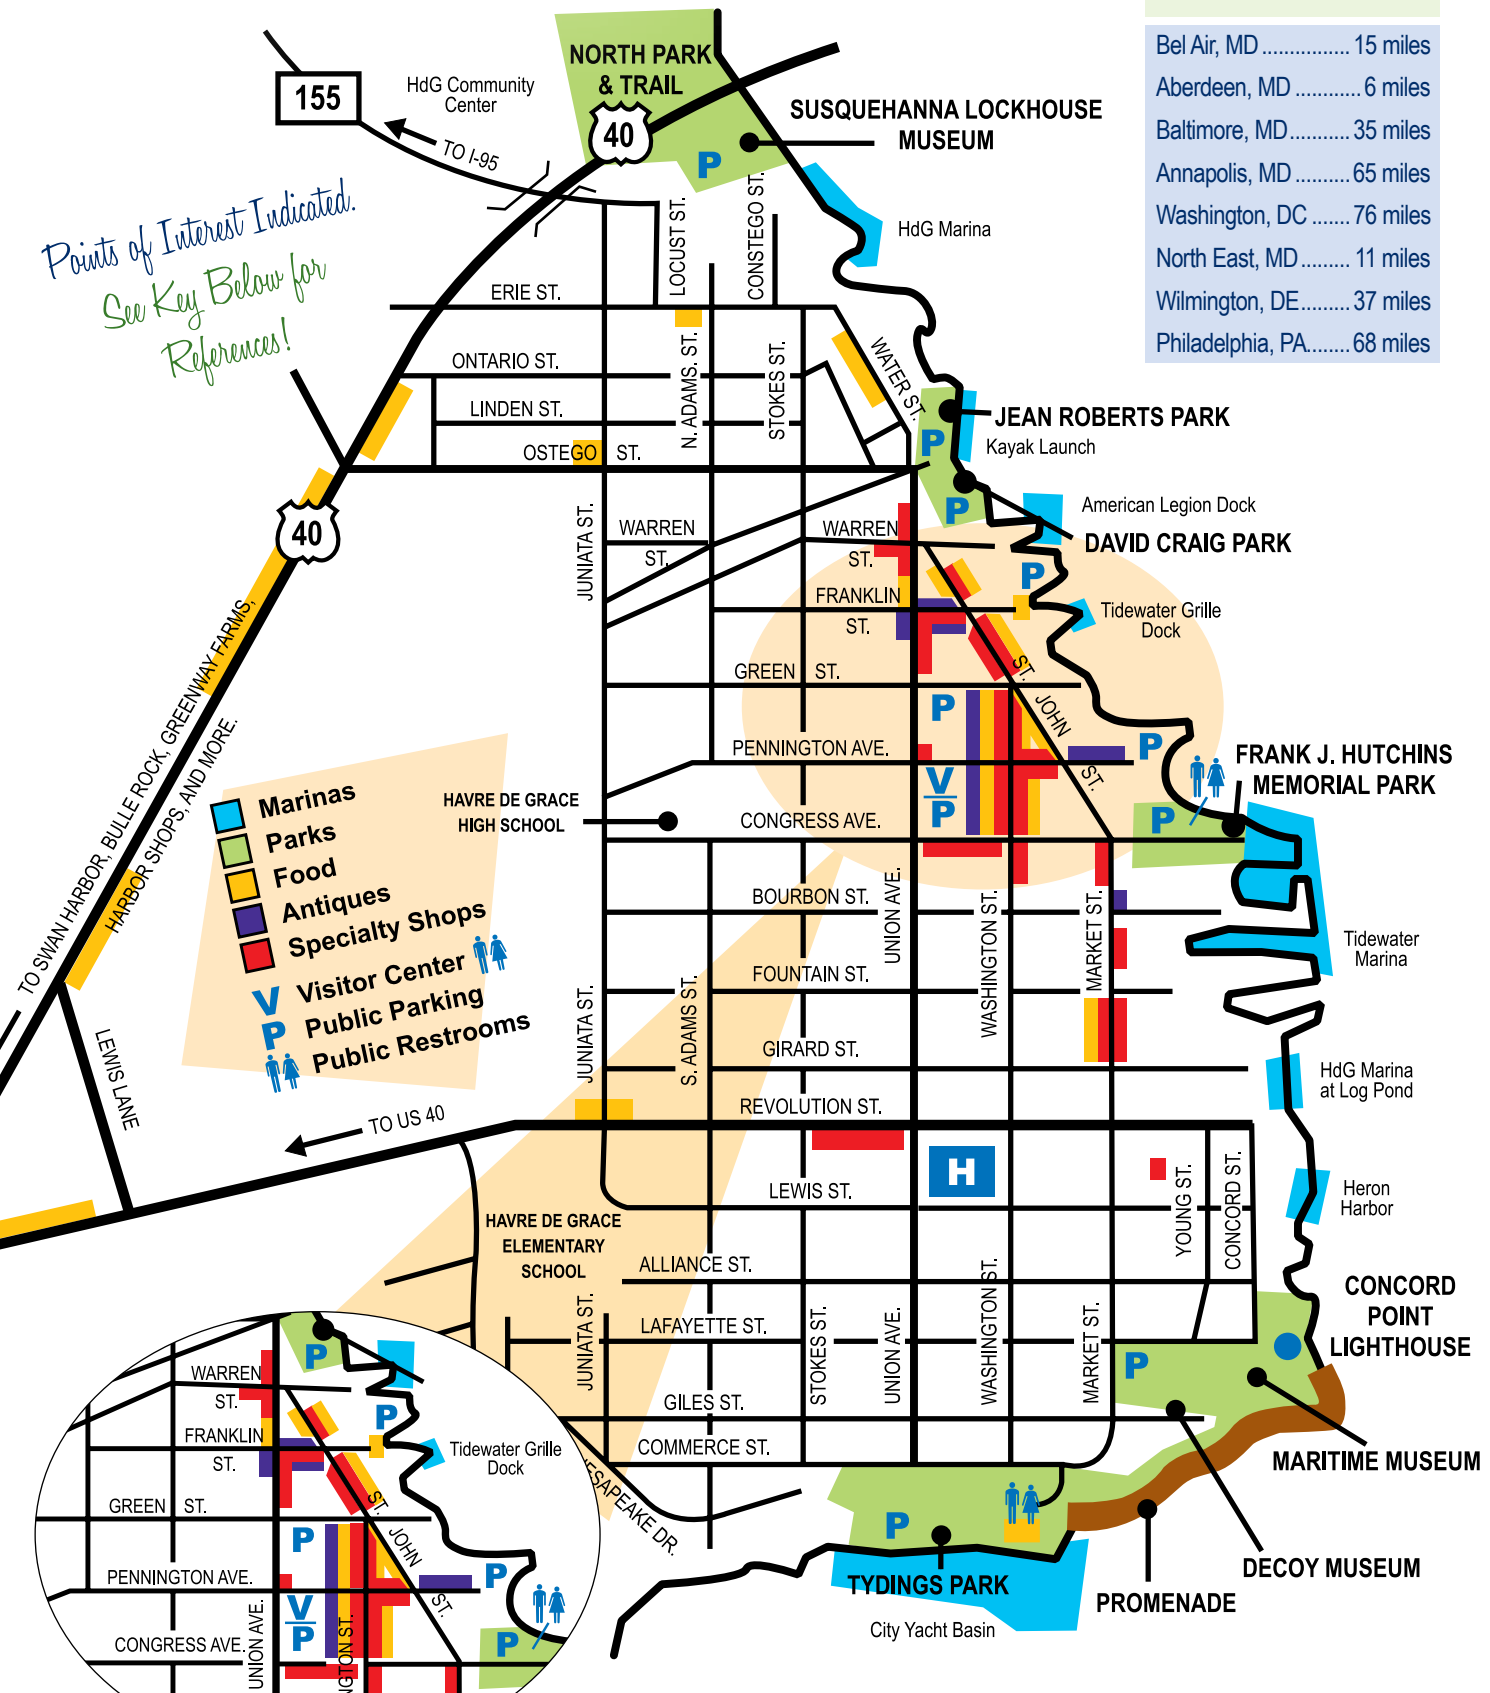 Bel Air, MD ................ 15 miles
Aberdeen, MD ............ 6 miles
Baltimore, MD ........... 35 miles
Annapolis, MD .......... 65 miles
Washington, DC ....... 76 miles
North East, MD ......... 11 miles
Wilmington, DE ......... 37 miles
Philadelphia, PA ........ 68 miles
NORTH PARK
& TRAIL
155
HdG Community
Center
TO I-95
40
SUSQUEHANNA LOCKHOUSE
MUSEUM
P
Points of Interest Indicated.
See Key Below for
References!
HdG Marina
LOCUST ST.
CONSTEGO ST.
ERIE ST.
ONTARIO ST.
LINDEN ST.
OSTEGO ST.
N. ADAMS. ST.
STOKES ST.
WATER ST.
JEAN ROBERTS PARK
Kayak Launch
P
P
American Legion Dock
DAVID CRAIG PARK
40
JUNIATA ST.
WARREN
ST.
WARREN
ST.
P
FRANKLIN
ST.
Tidewater Grille
Dock
GREEN ST.
ST. JOHN
ST.
P
PENNINGTON AVE.
P
V
P
FRANK J. HUTCHINS
MEMORIAL PARK
P
HAVRE DE GRACE
HIGH SCHOOL
CONGRESS AVE.
TO SWAN HARBOR, BULLE ROCK, GREENWAY FARMS,
HARBOR SHOPS, AND MORE.
Marinas
Parks
Food
Antiques
Specialty Shops
V Visitor Center
P Public Parking
Public Restrooms
BOURBON ST.
UNION AVE.
WASHINGTON ST.
MARKET ST.
Tidewater
Marina
FOUNTAIN ST.
JUNIATA ST.
S. ADAMS ST.
GIRARD ST.
LEWIS LANE
HdG Marina
at Log Pond
REVOLUTION ST.
TO US 40
H
LEWIS ST.
YOUNG ST.
CONCORD ST.
Heron
Harbor
HAVRE DE GRACE
ELEMENTARY
SCHOOL
ALLIANCE ST.
LAFAYETTE ST.
JUNIATA ST.
STOKES ST.
UNION AVE.
WASHINGTON ST.
MARKET ST.
CONCORD
POINT
LIGHTHOUSE
P
GILES ST.
COMMERCE ST.
MARITIME MUSEUM
ESAPEAKE DR.
P
TYDINGS PARK
City Yacht Basin
DECOY MUSEUM
PROMENADE
P
WARREN
ST.
P
FRANKLIN
ST.
Tidewater Grille
Dock
GREEN ST.
ST. JOHN
ST.
P
PENNINGTON AVE.
P
V
P
CONGRESS AVE.
P
UNION AVE.
NGTON ST.